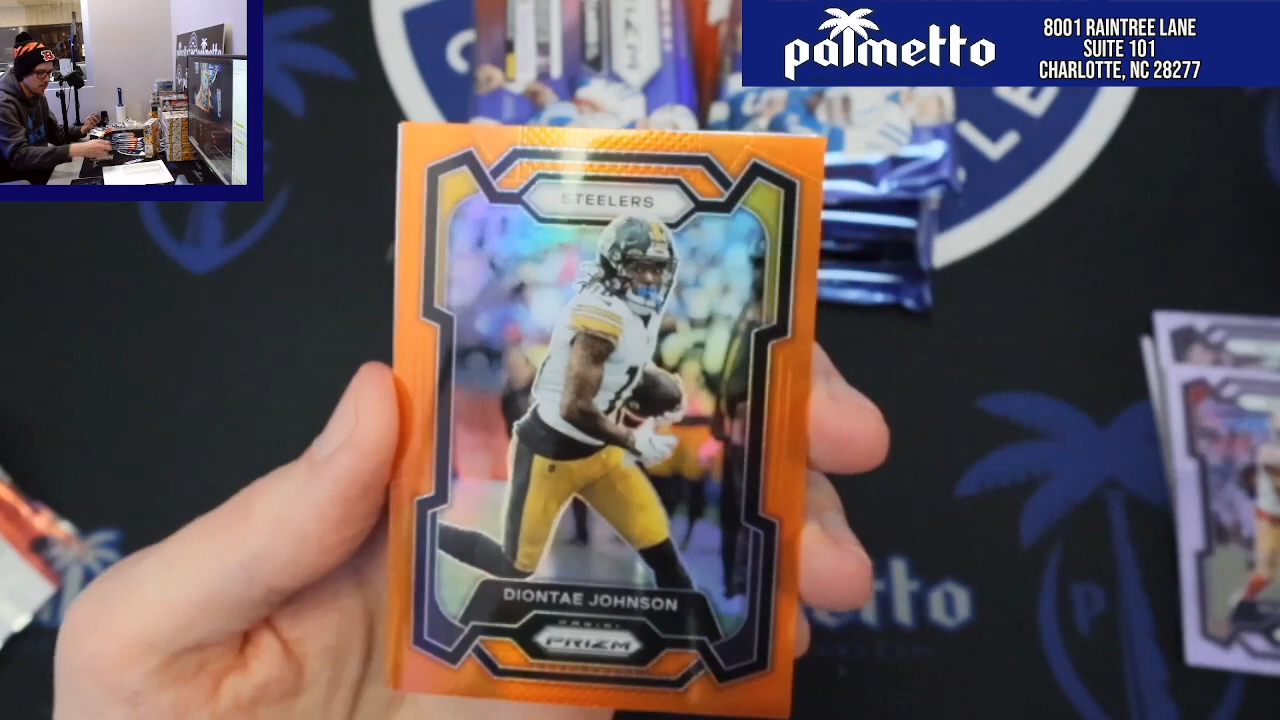 palmetto
8001 RAINTREE LANE
SUITE 101
CHARLOTTE, NC 28277
STEELERS
DIONTAE JOHNSON
PANINI
PRIZM